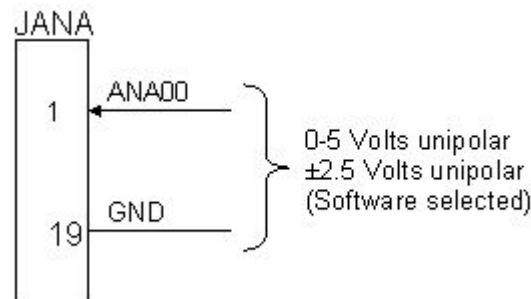 JANA
1
ANA00
0-5 Volts unipolar
±2.5 Volts unipolar
(Software selected)
19
GND